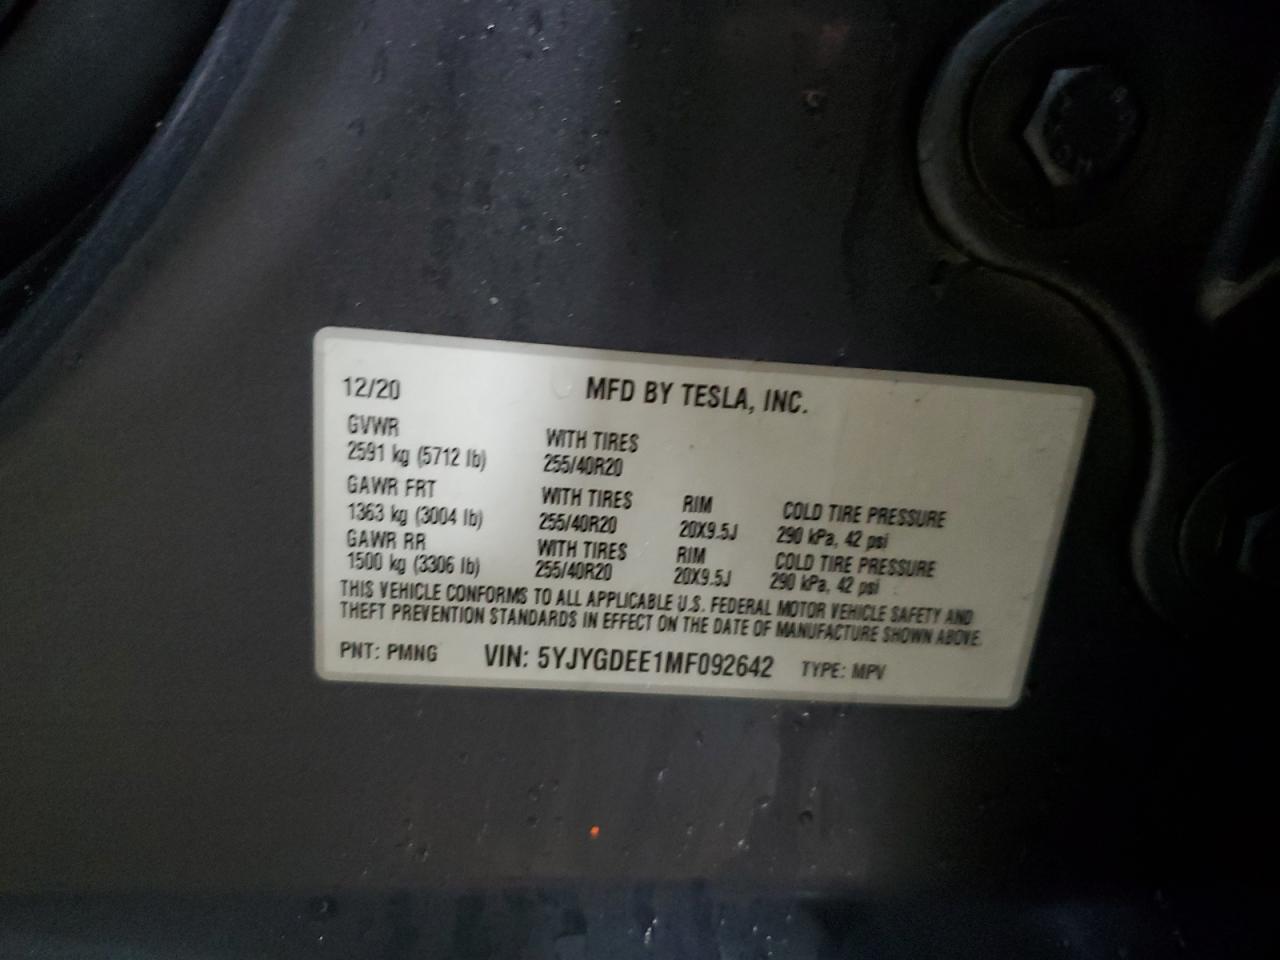 12/20 MFD BY TESLA, INC.
GVWR WITH TIRES
2591 kg (5712 lb) 255/40R20
GAWR FRT WITH TIRES RIM COLD TIRE PRESSURE
1363 kg (3004 lb) 255/40R20 20X9.5J 290 kPa, 42 psi
GAWR RR WITH TIRES RIM COLD TIRE PRESSURE
1500 kg (3306 lb) 255/40R20 20X9.5J 290 kPa, 42 psi
THIS VEHICLE CONFORMS TO ALL APPLICABLE U.S. FEDERAL MOTOR VEHICLE SAFETY AND
THEFT PREVENTION STANDARDS IN EFFECT ON THE DATE OF MANUFACTURE SHOWN ABOVE.
PNT: PMNG VIN: 5YJYGDEE1MF092642 TYPE: MPV